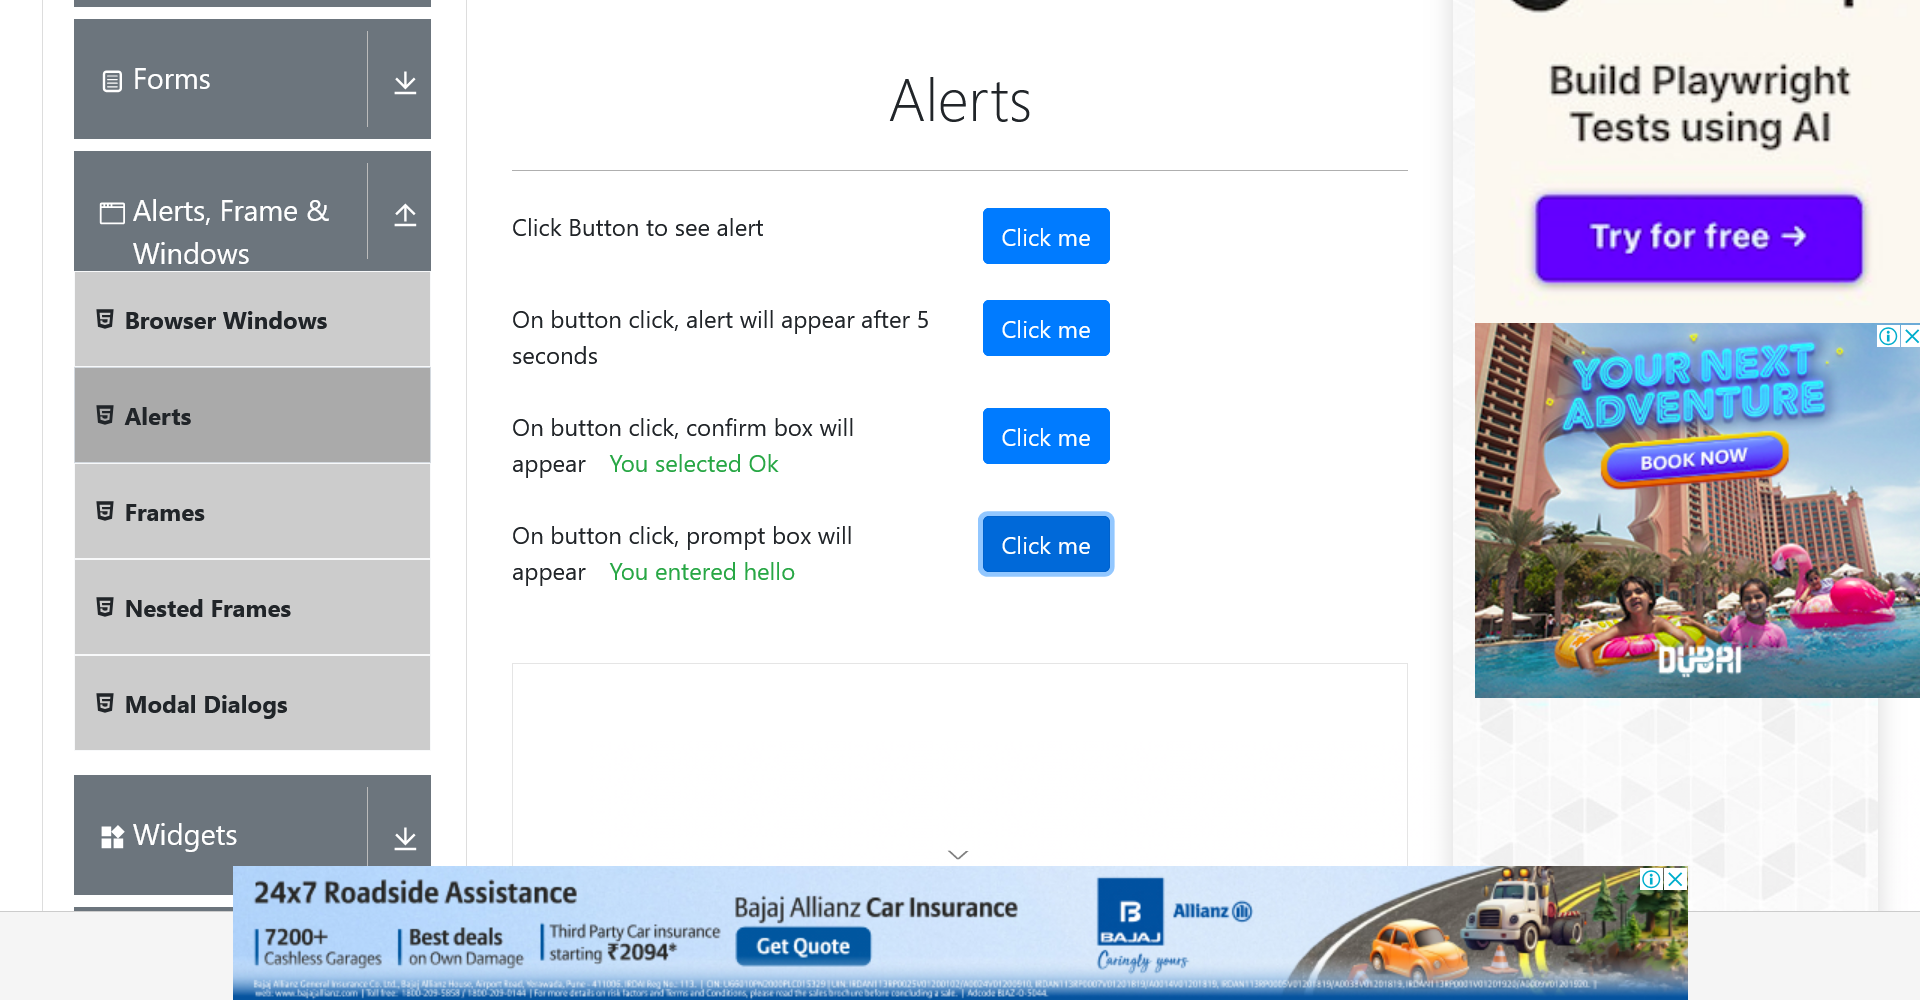 Forms
Alerts, Frame &
Windows
Browser Windows
Alerts
Frames
Nested Frames
Modal Dialogs
Widgets
Alerts
Click Button to see alert
Click me
On button click, alert will appear after 5
seconds
Click me
On button click, confirm box will
appear You selected Ok
Click me
On button click, prompt box will
appear You entered hello
Click me
Build Playwright
Tests using AI
Try for free →
YOUR NEXT
ADVENTURE
BOOK NOW
DUBAI
24x7 Roadside Assistance
7200+
Cashless Garages
Best deals
on Own Damage
Third Party Car insurance
starting ₹2094*
Bajaj Allianz Car Insurance
Get Quote
B
BAJAJ
Allianz
Caringly yours